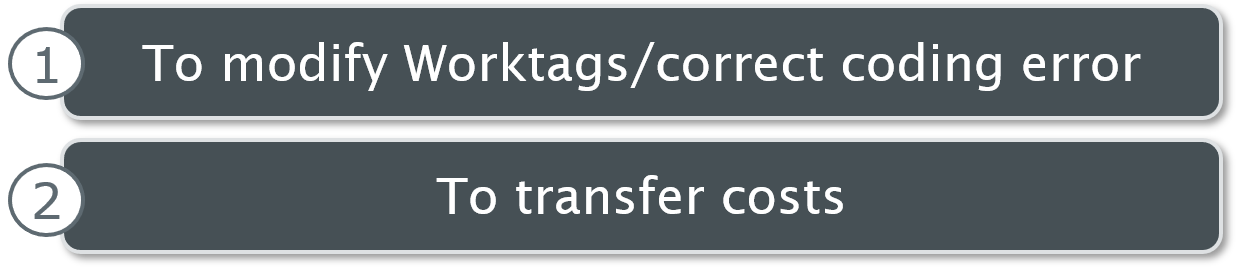 1 To modify Worktags/correct coding error
2 To transfer costs